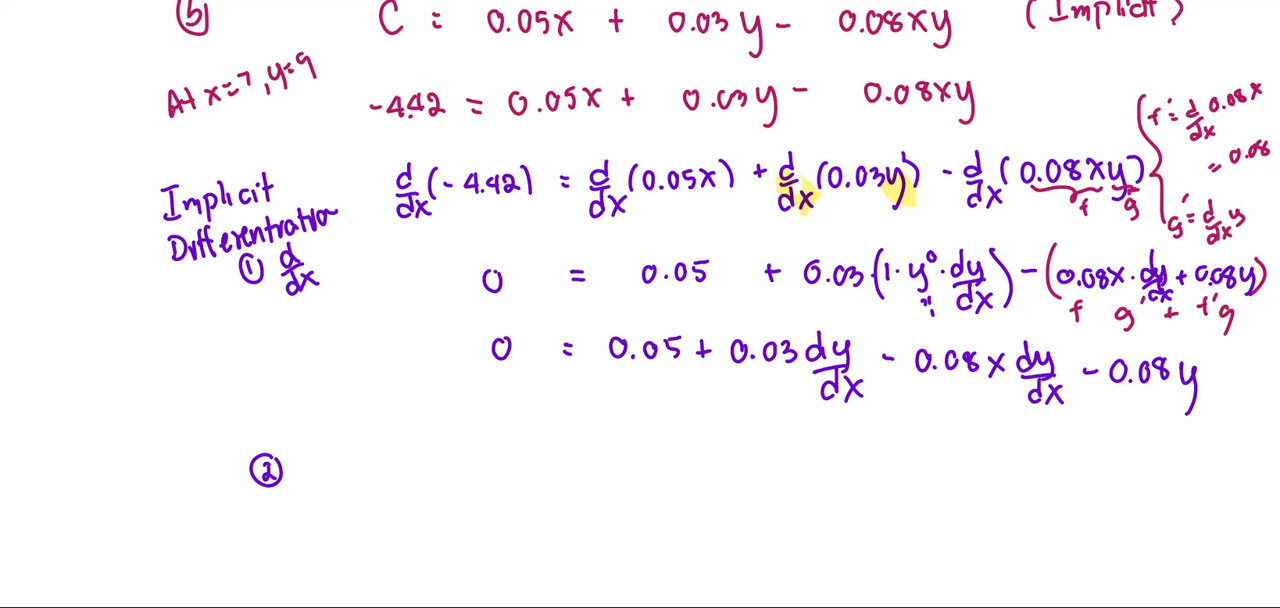 (b) C = 0.05x + 0.03y - 0.08xy (Implicit)
At x=7, y=9
-4.42 = 0.05x + 0.03y - 0.08xy
Implicit Differentiation
① d/dx
d/dx(-4.42) = d/dx(0.05x) + d/dx(0.03y¹) - d/dx(0.08xy)
f g
{ f' = d/dx 0.08x
= 0.08
g' = d/dx y
0 = 0.05 + 0.03(1·y⁰·dy/dx) - (0.08x·dy/dx + 0.08y)
"1
f g' + f'g
0 = 0.05 + 0.03 dy/dx - 0.08x dy/dx - 0.08y
②